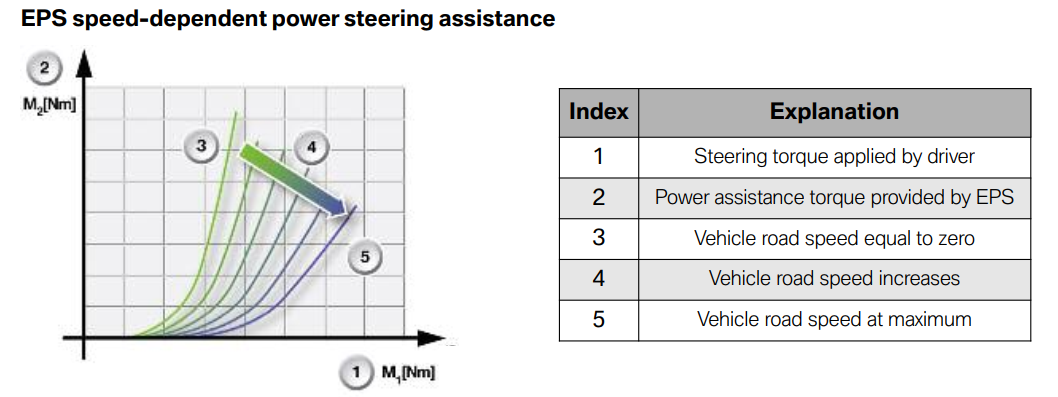 EPS speed-dependent power steering assistance
2
M2[Nm]
3
4
5
1 M1[Nm]
Index Explanation
1 Steering torque applied by driver
2 Power assistance torque provided by EPS
3 Vehicle road speed equal to zero
4 Vehicle road speed increases
5 Vehicle road speed at maximum